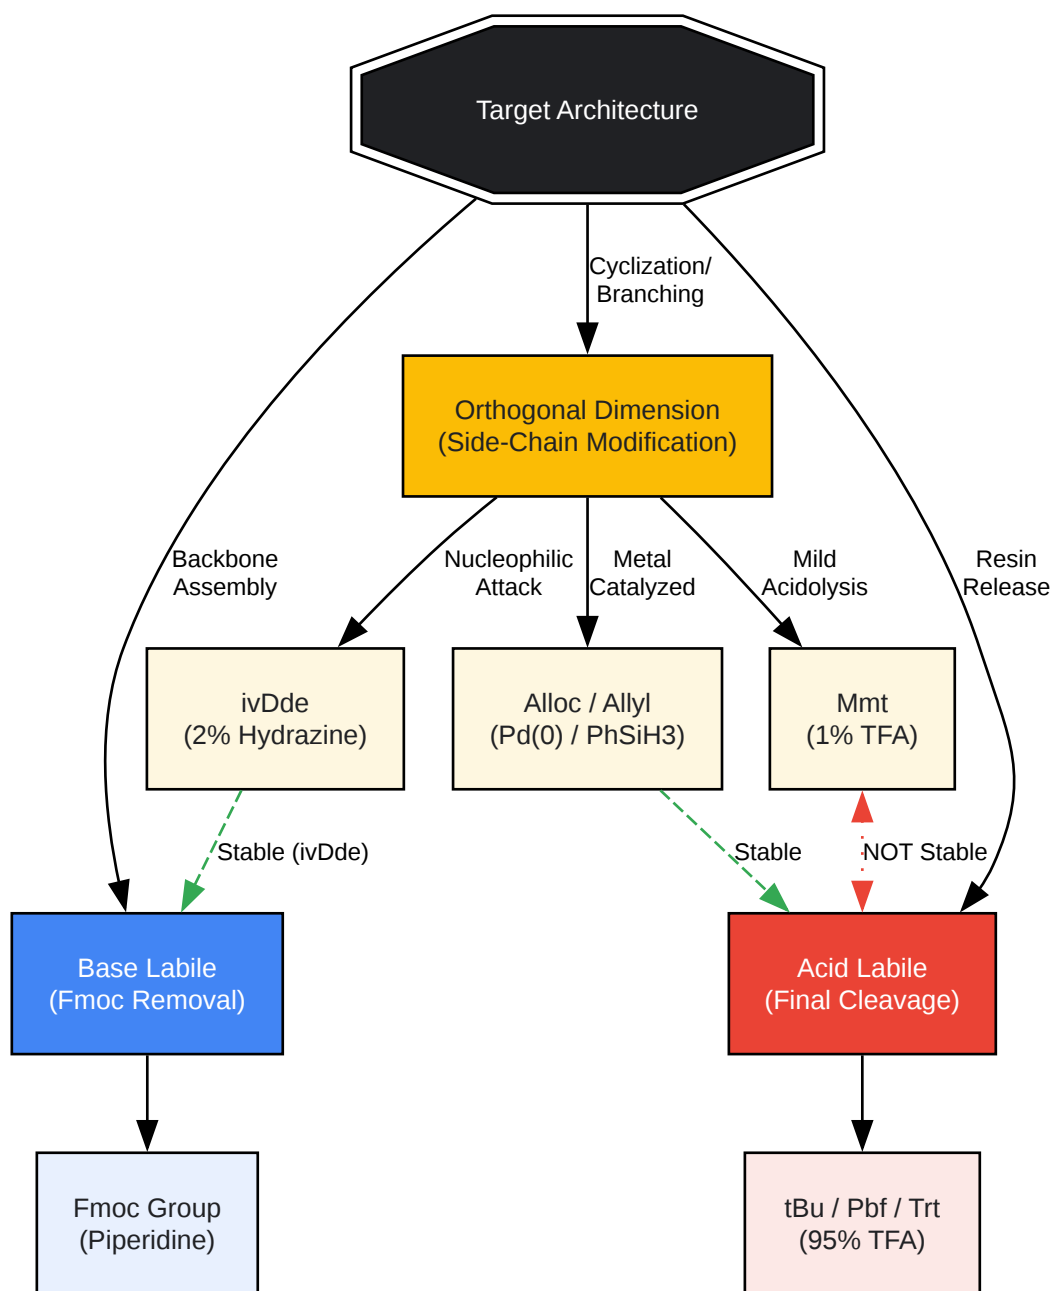 Target Architecture
Cyclization/
Branching
Orthogonal Dimension
(Side-Chain Modification)
Backbone
Assembly
Nucleophilic
Attack
Metal
Catalyzed
Mild
Acidolysis
Resin
Release
ivDde
(2% Hydrazine)
Alloc / Allyl
(Pd(0) / PhSiH3)
Mmt
(1% TFA)
Stable (ivDde)
Stable
NOT Stable
Base Labile
(Fmoc Removal)
Acid Labile
(Final Cleavage)
Fmoc Group
(Piperidine)
tBu / Pbf / Trt
(95% TFA)